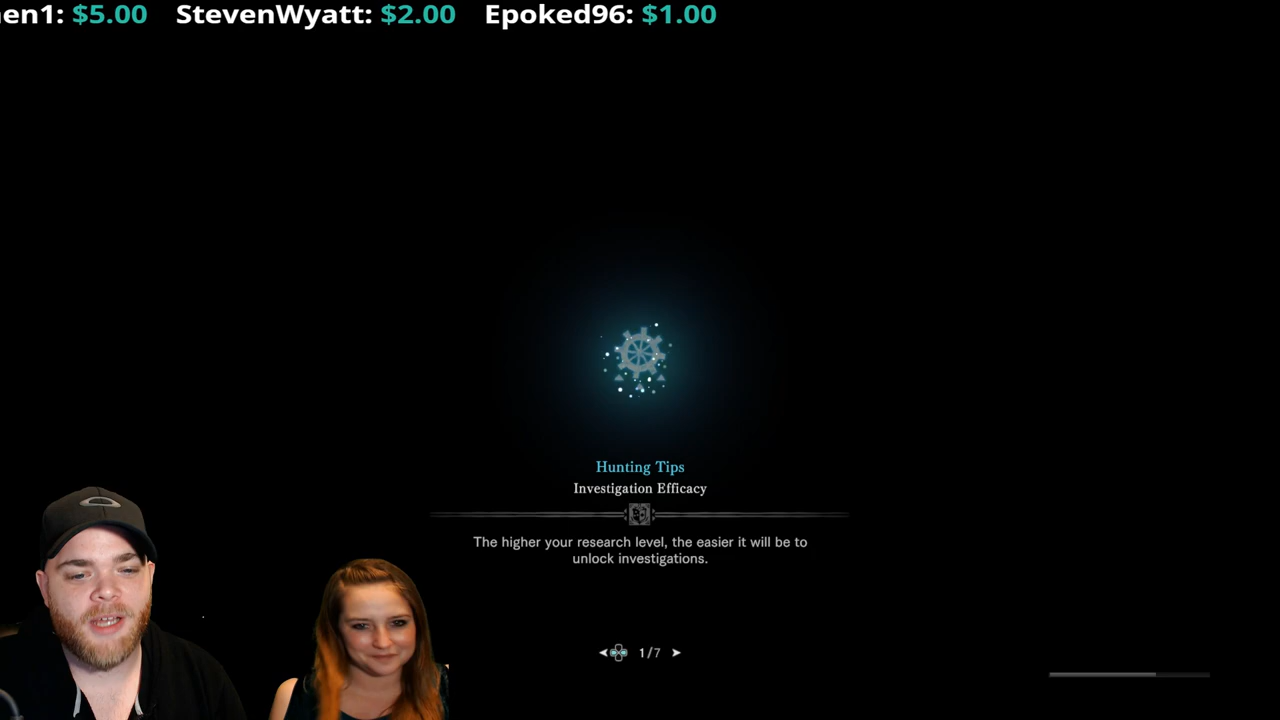 en1: $5.00 StevenWyatt: $2.00 Epoked96: $1.00
Hunting Tips
Investigation Efficacy
The higher your research level, the easier it will be to
unlock investigations.
1/7